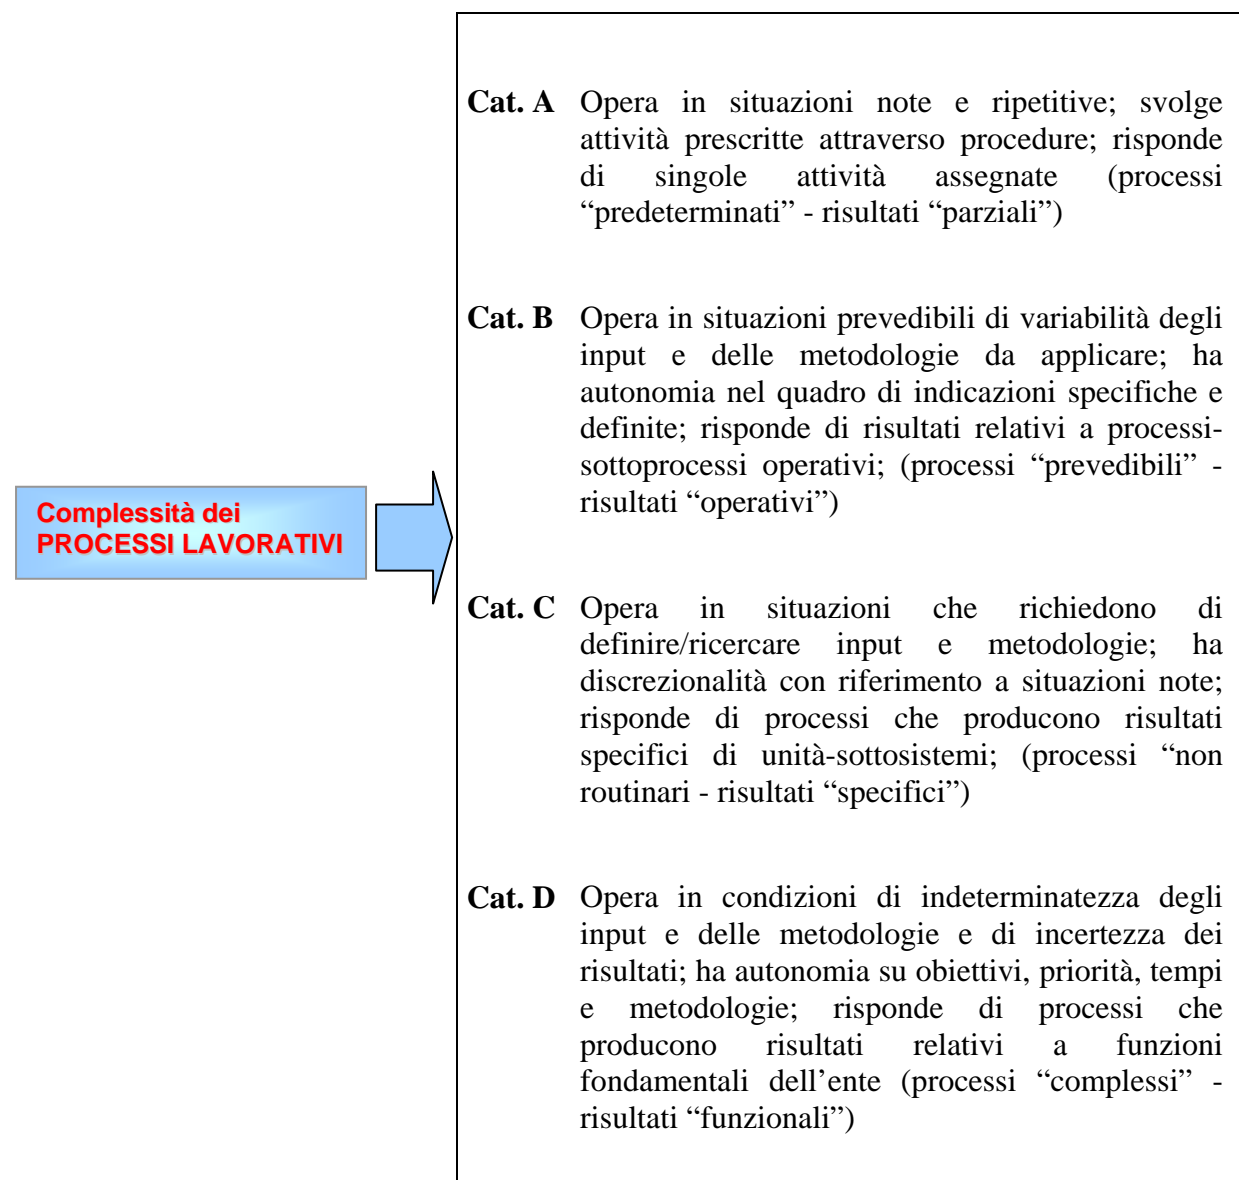 Complessità dei
PROCESSI LAVORATIVI
Cat. A Opera in situazioni note e ripetitive; svolge
attività prescritte attraverso procedure; risponde
di singole attività assegnate (processi
“predeterminati” - risultati “parziali”)
Cat. B Opera in situazioni prevedibili di variabilità degli
input e delle metodologie da applicare; ha
autonomia nel quadro di indicazioni specifiche e
definite; risponde di risultati relativi a processi-
sottoprocessi operativi; (processi “prevedibili” -
risultati “operativi”)
Cat. C Opera in situazioni che richiedono di
definire/ricercare input e metodologie; ha
discrezionalità con riferimento a situazioni note;
risponde di processi che producono risultati
specifici di unità-sottosistemi; (processi “non
routinari - risultati “specifici”)
Cat. D Opera in condizioni di indeterminatezza degli
input e delle metodologie e di incertezza dei
risultati; ha autonomia su obiettivi, priorità, tempi
e metodologie; risponde di processi che
producono risultati relativi a funzioni
fondamentali dell’ente (processi “complessi” -
risultati “funzionali”)